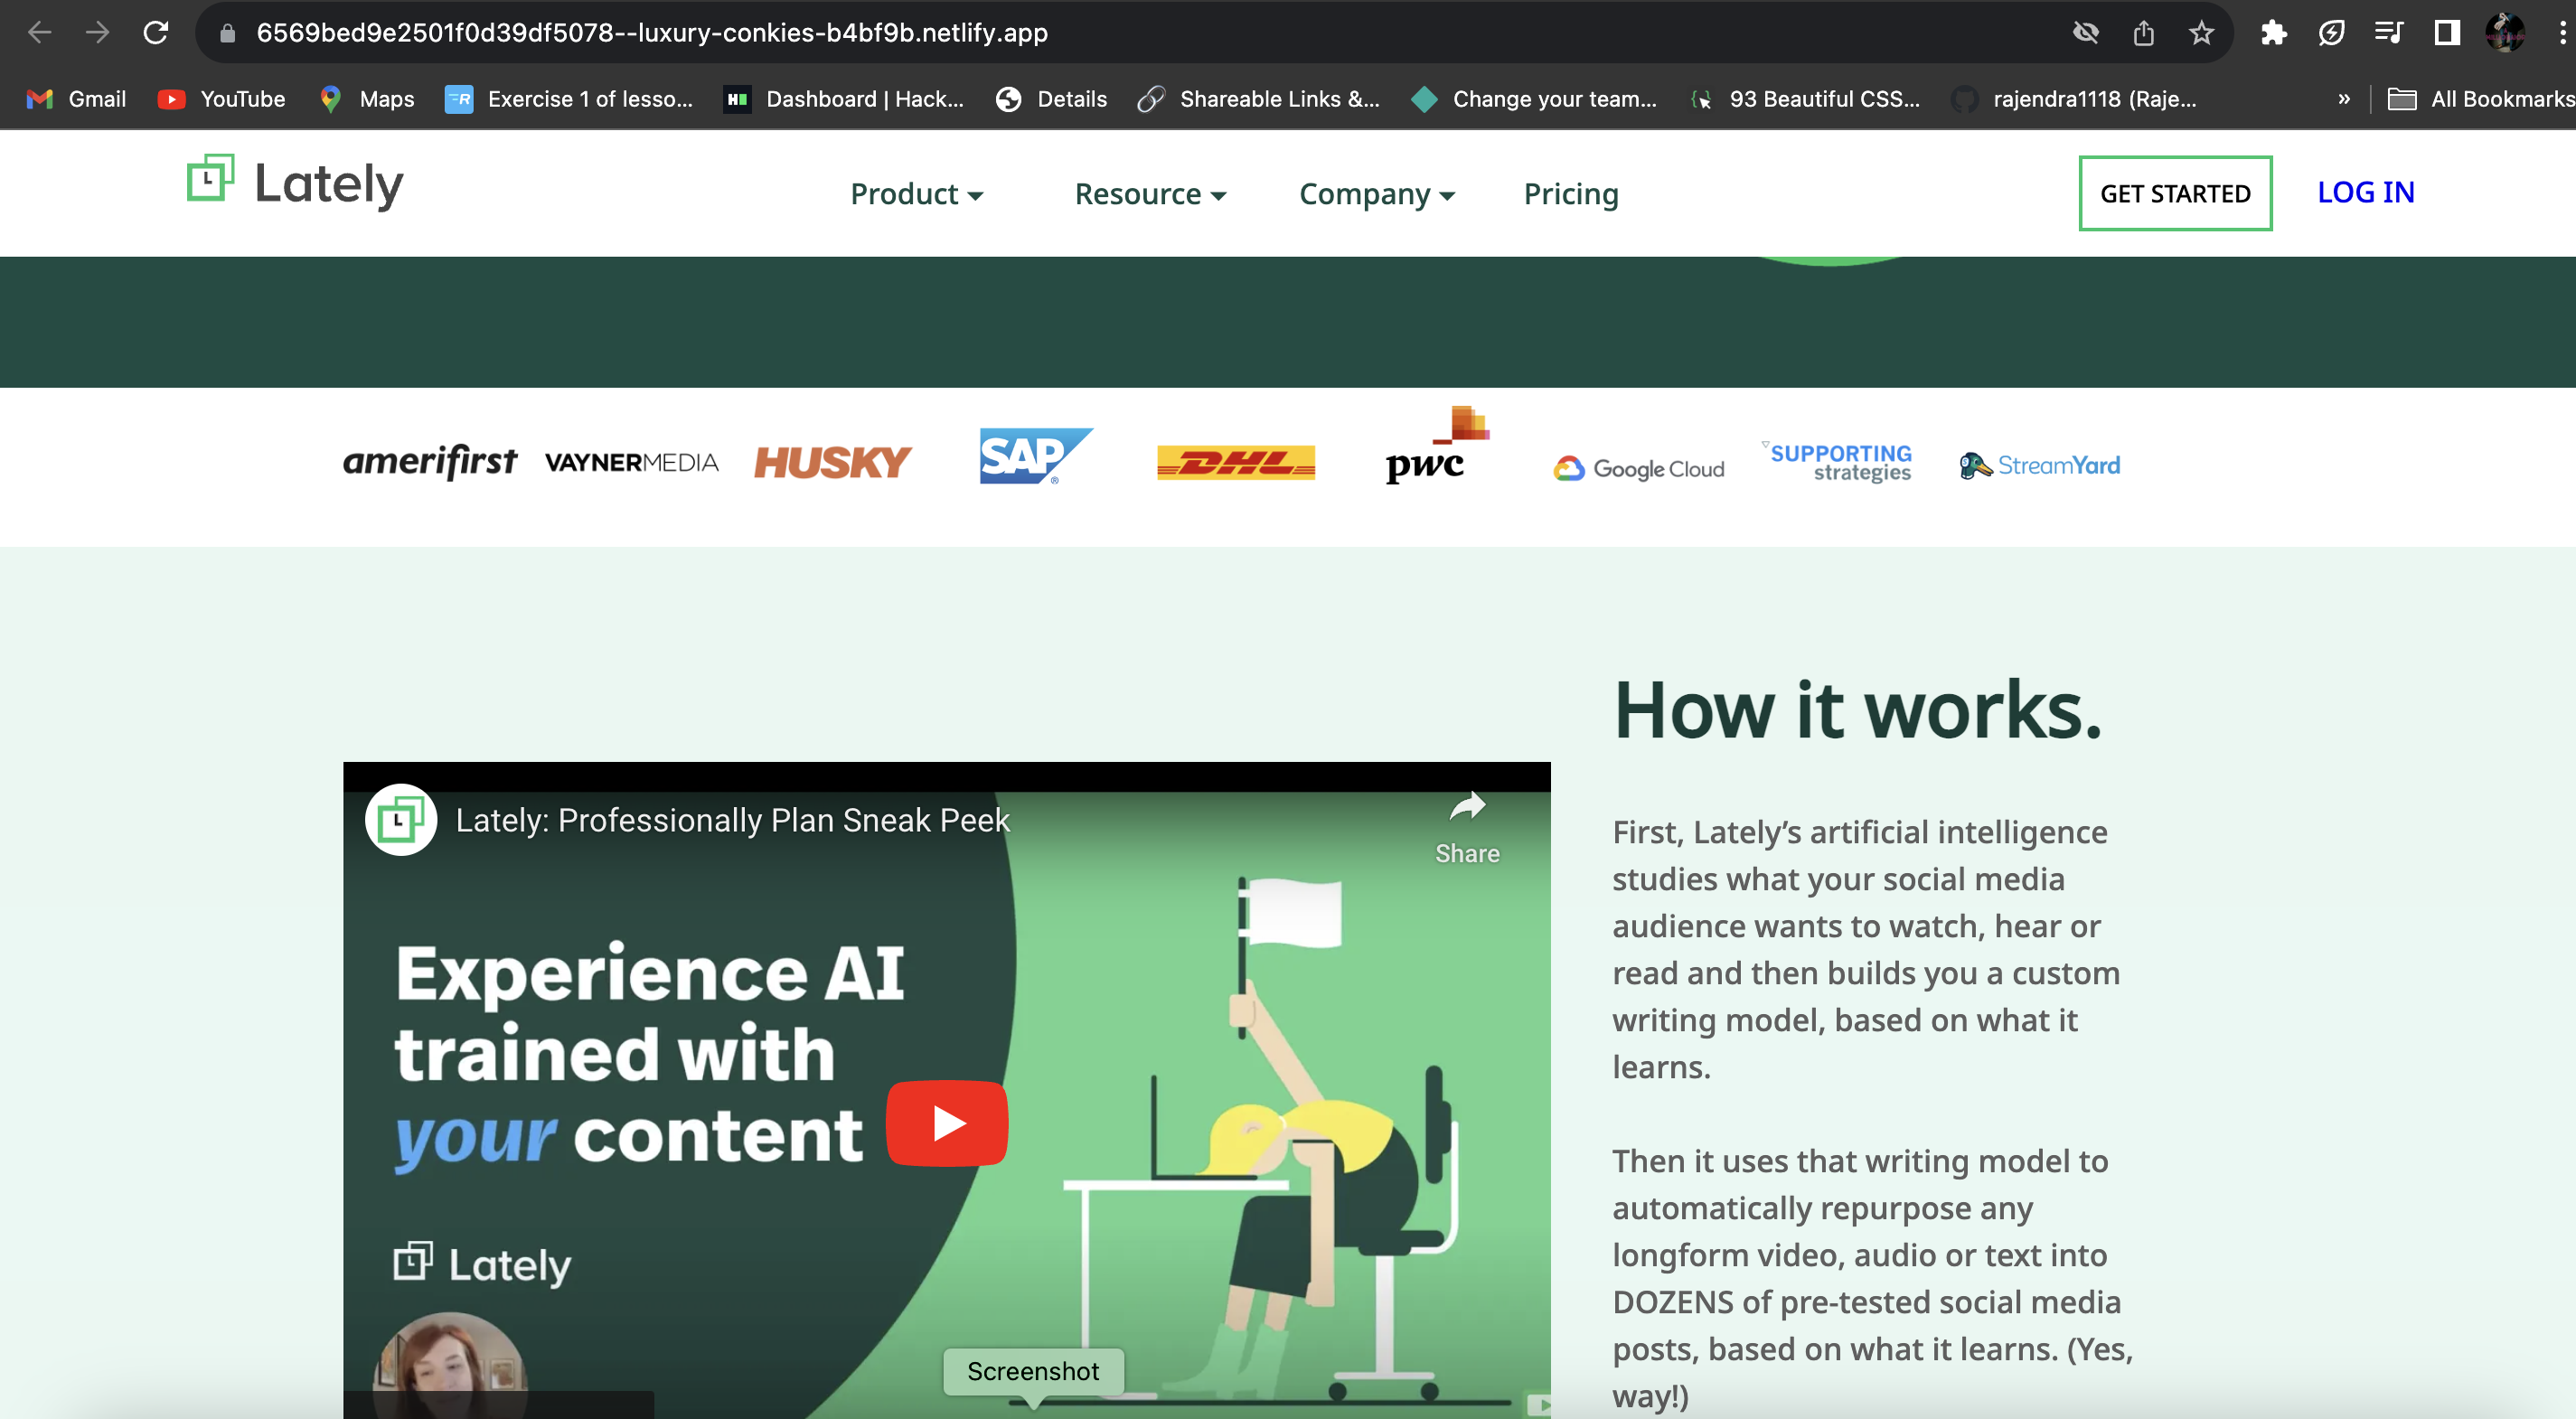 6569bed9e2501f0d39df5078--luxury-conkies-b4bf9b.netlify.app
Gmail YouTube Maps Exercise 1 of lesso... Dashboard | Hack... Details Shareable Links &... Change your team... 93 Beautiful CSS... rajendra1118 (Raje... » All Bookmarks
Lately Product Resource Company Pricing GET STARTED LOG IN
amerifirst VAYNERMEDIA HUSKY SAP® DHL pwc Google Cloud SUPPORTING strategies StreamYard
How it works.
Lately: Professionally Plan Sneak Peek
Share
Experience AI
trained with
your content
Lately
First, Lately’s artificial intelligence
studies what your social media
audience wants to watch, hear or
read and then builds you a custom
writing model, based on what it
learns.
Then it uses that writing model to
automatically repurpose any
longform video, audio or text into
DOZENS of pre-tested social media
posts, based on what it learns. (Yes,
way!)
Screenshot